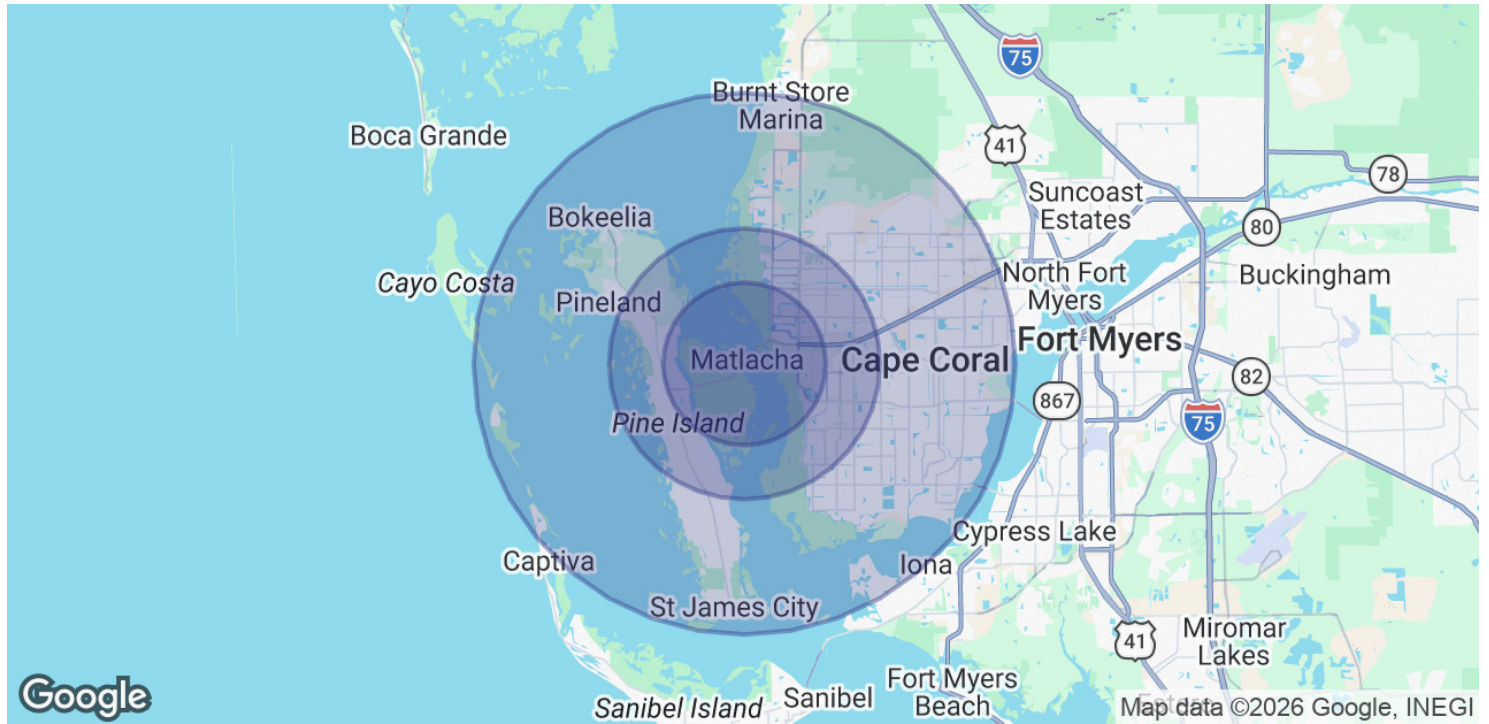 75
Burnt Store
Marina
Boca Grande
41
78
Suncoast
Estates
Bokeelia
80
Cayo Costa
North Fort
Myers
Buckingham
Pineland
Fort Myers
Matlacha
Cape Coral
82
867
Pine Island
75
Cypress Lake
Captiva
Iona
St James City
41
Miromar
Lakes
Fort Myers
Beach
Sanibel
Sanibel Island
Google
Map data ©2026 Google, INEGI